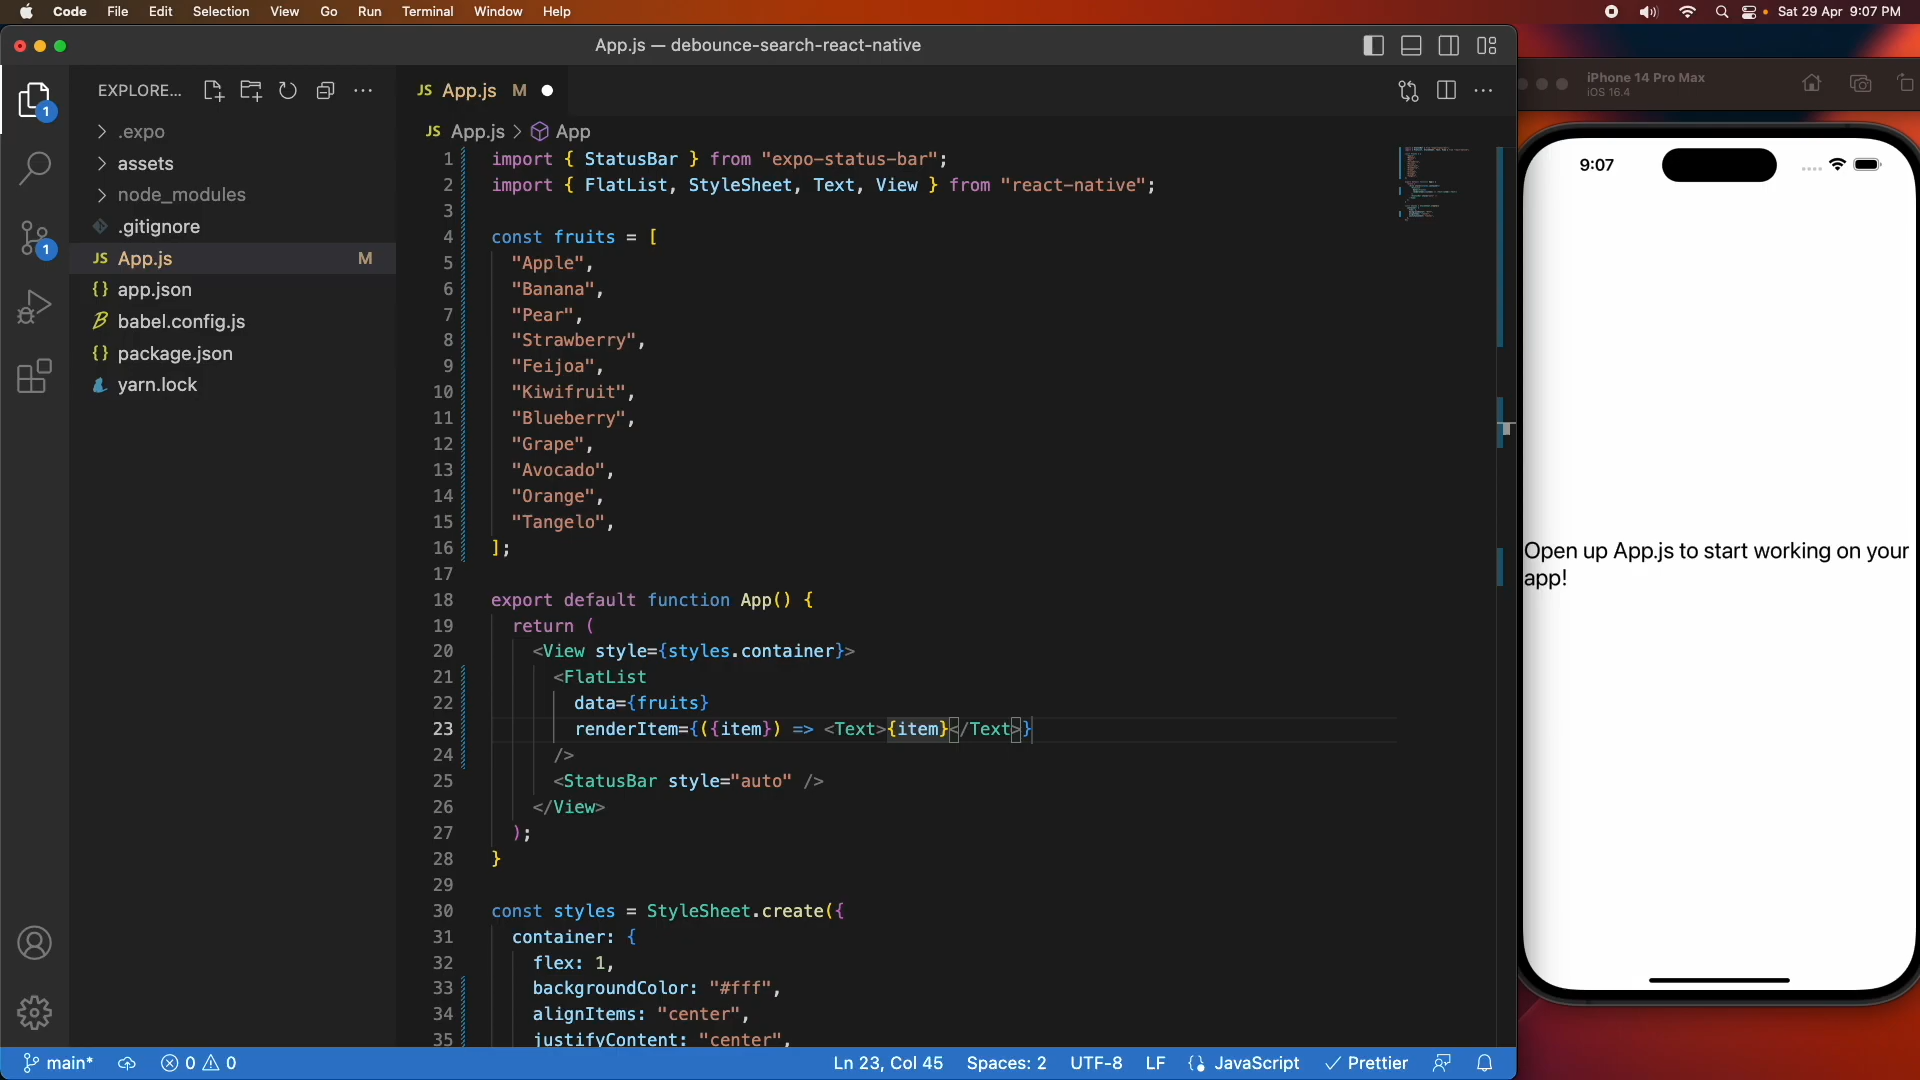 Code File Edit Selection View Go Run Terminal Window Help Sat 29 Apr 9:07 PM
App.js — debounce-search-react-native
EXPLORE...
1
.expo
assets
node_modules
.gitignore
JS App.js M
{} app.json
babel.config.js
{} package.json
yarn.lock
1
JS App.js M
JS App.js > App
1 import { StatusBar } from "expo-status-bar";
2 import { FlatList, StyleSheet, Text, View } from "react-native";
3
4 const fruits = [
5 "Apple",
6 "Banana",
7 "Pear",
8 "Strawberry",
9 "Feijoa",
10 "Kiwifruit",
11 "Blueberry",
12 "Grape",
13 "Avocado",
14 "Orange",
15 "Tangelo",
16 ];
17
18 export default function App() {
19 return (
20 <View style={styles.container}>
21 <FlatList
22 data={fruits}
23 renderItem={({item}) => <Text>{item}</Text>}
24 />
25 <StatusBar style="auto" />
26 </View>
27 );
28 }
29
30 const styles = StyleSheet.create({
31 container: {
32 flex: 1,
33 backgroundColor: "#fff",
34 alignItems: "center",
35 justifyContent: "center",
main* 0 0 Ln 23, Col 45 Spaces: 2 UTF-8 LF {} JavaScript Prettier
iPhone 14 Pro Max
iOS 16.4
9:07
Open up App.js to start working on your
app!